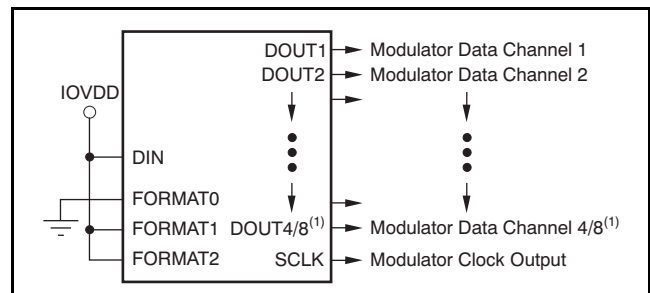 DOUT1 Modulator Data Channel 1
DOUT2 Modulator Data Channel 2
IOVDD
DIN
FORMAT0
FORMAT1 DOUT4/8(1) Modulator Data Channel 4/8(1)
FORMAT2 SCLK Modulator Clock Output